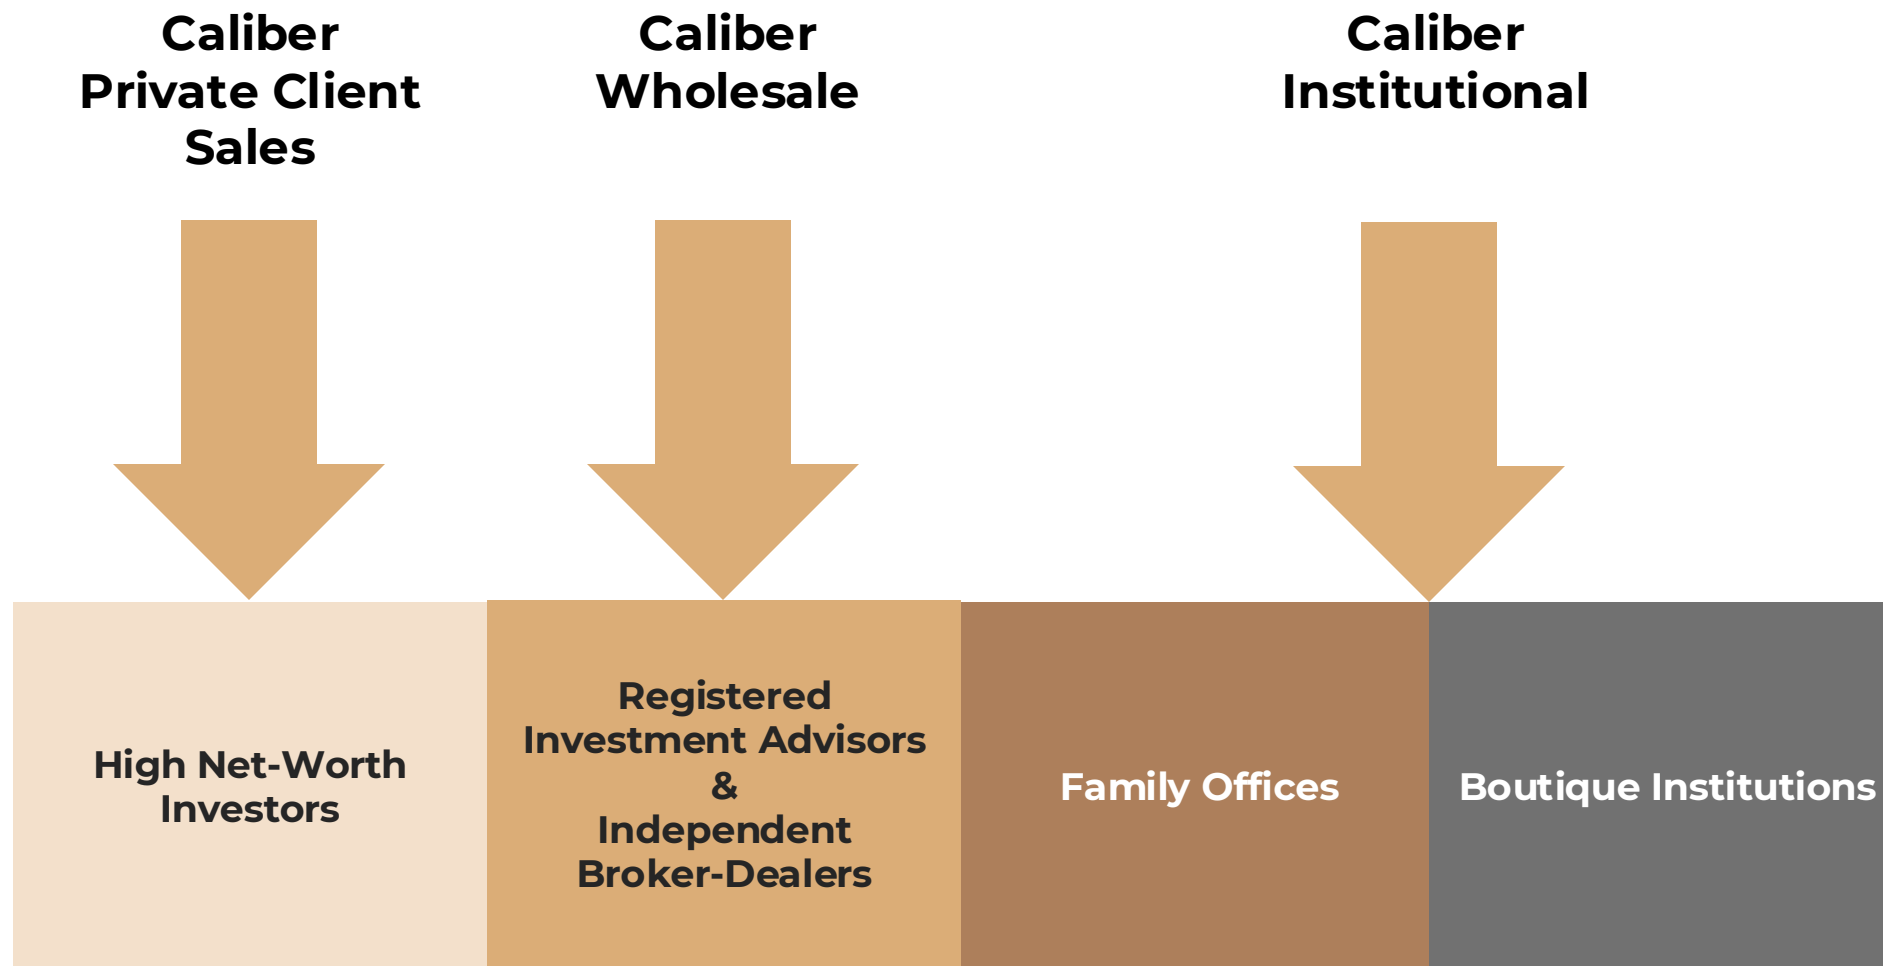 Caliber
Private Client
Sales
Caliber
Wholesale
Caliber
Institutional
High Net-Worth
Investors
Registered
Investment Advisors
&
Independent
Broker-Dealers
Family Offices
Boutique Institutions